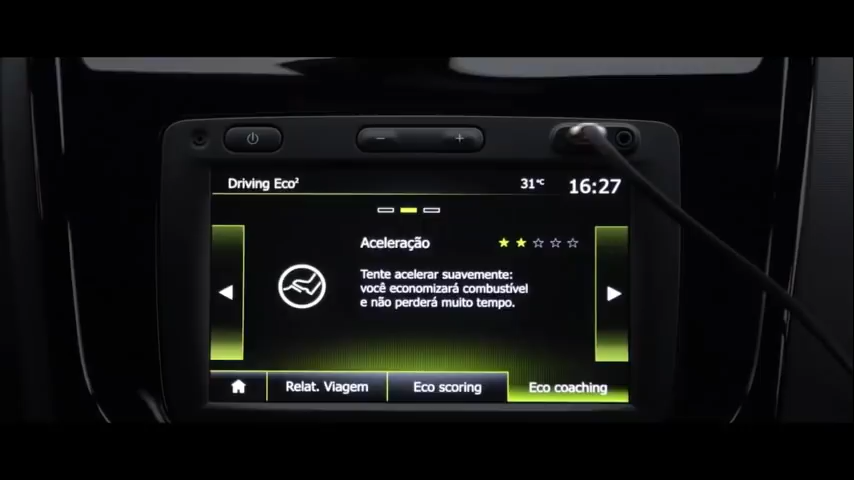 Driving Eco² 31°C 16:27
Aceleração
Tente acelerar suavemente:
você economizará combustível
e não perderá muito tempo.
Relat. Viagem Eco scoring Eco coaching